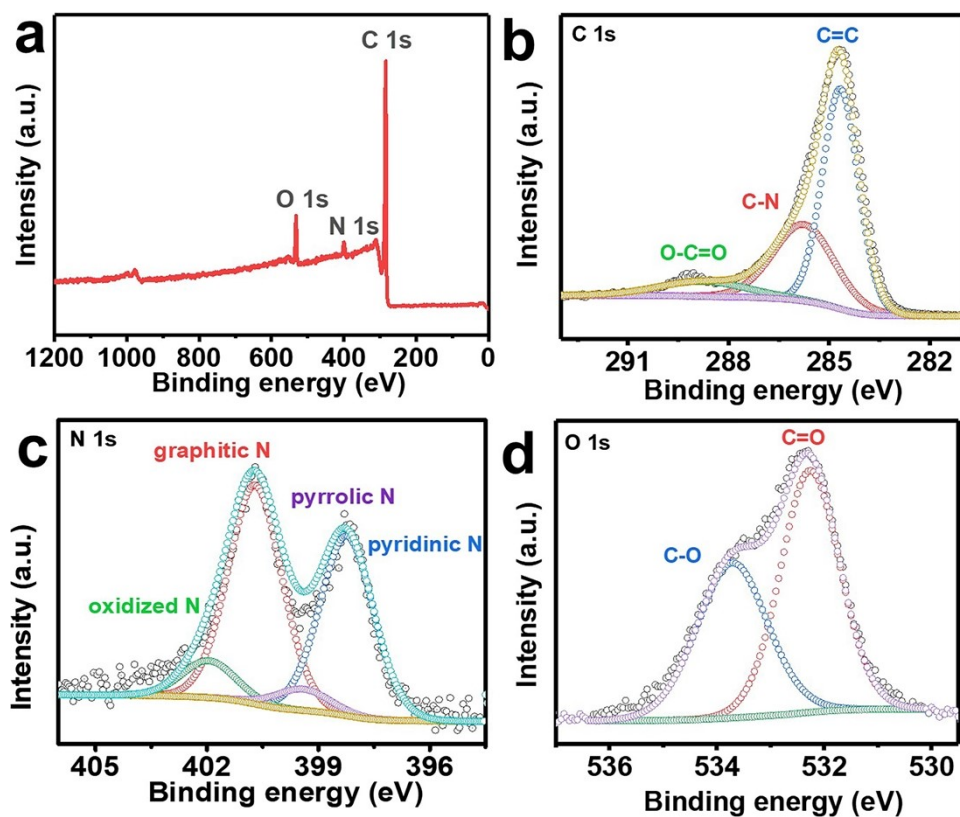 a
C 1s
O 1s
N 1s
Intensity (a.u.)
1200 1000 600 400 200 0
Binding energy (eV)
b
C 1s
C=C
C-N
O-C=O
Intensity (a.u.)
291 288 285 282
Binding energy (eV)
c
N 1s
graphitic N
pyrrolic N
pyridinic N
oxidized N
Intensity (a.u.)
405 402 399 396
Binding energy (eV)
d
O 1s
C=O
C-O
Intensity (a.u.)
536 534 532 530
Binding energy (eV)